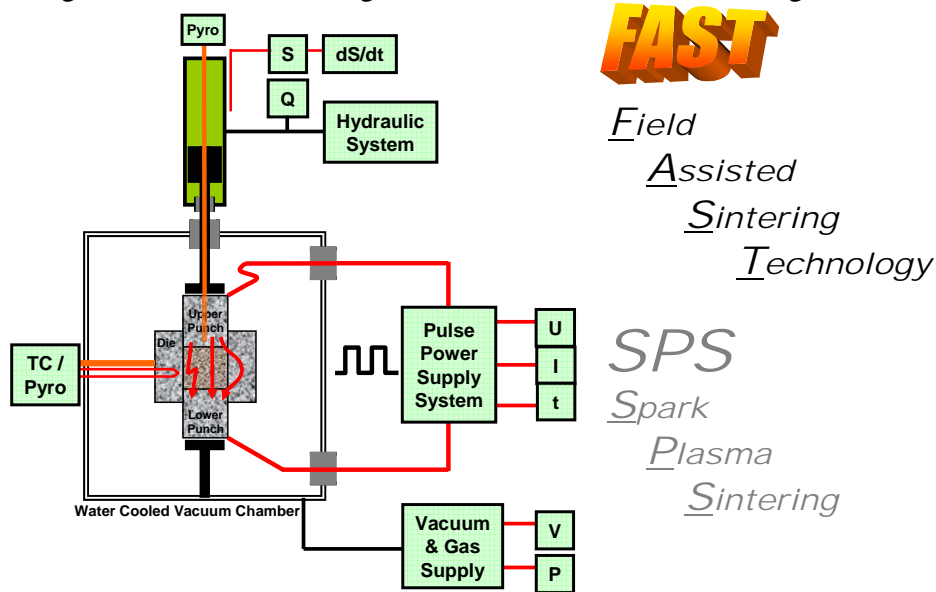 Pyro
S
dS/dt
Q
Hydraulic
System
FAST
Field
Assisted
Sintering
Technology
Upper
Punch
Die
TC /
Pyro
Lower
Punch
Pulse
Power
Supply
System
U
I
t
SPS
Spark
Plasma
Sintering
Water Cooled Vacuum Chamber
Vacuum
& Gas
Supply
V
P